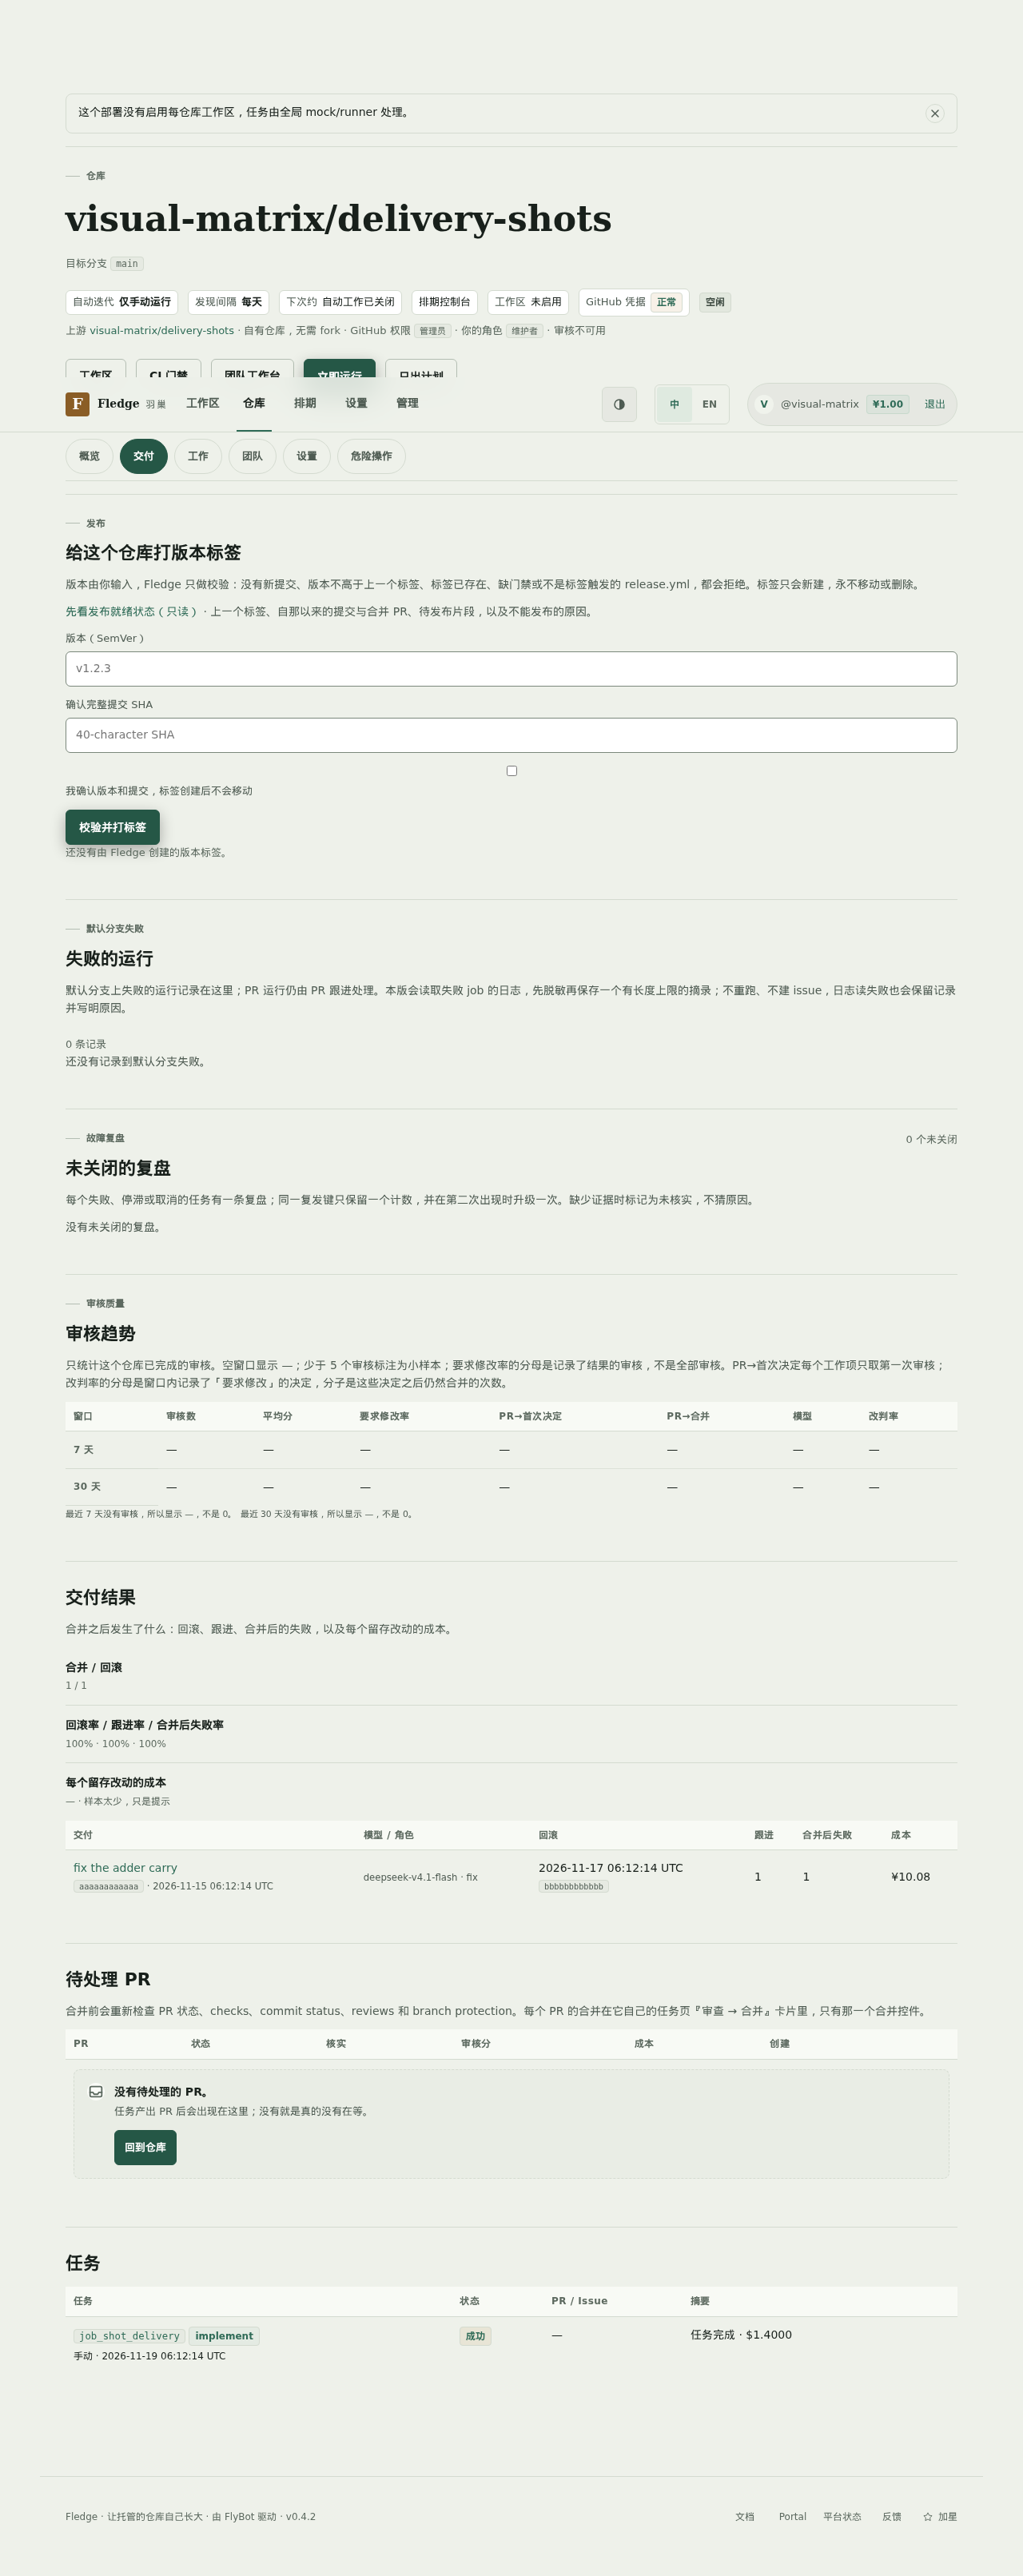 这个部署没有启用每仓库工作区，任务由全局 mock/runner 处理。
仓库
visual-matrix/delivery-shots
目标分支 main
自动迭代 仅手动运行 发现间隔 每天 下次约 自动工作已关闭 排期控制台 工作区 未启用 GitHub 凭据 正常 空闲
上游 visual-matrix/delivery-shots · 自有仓库，无需 fork · GitHub 权限 管理员 · 你的角色 维护者 · 审核不可用
工作区 CI 门禁 团队工作台 立即运行
F Fledge 羽巢 工作区 仓库 排期 设置 管理 中 EN V @visual-matrix ¥1.00 退出
概览 交付 工作 团队 设置 危险操作
发布
给这个仓库打版本标签
版本由你输入，Fledge 只做校验：没有新提交、版本不高于上一个标签、标签已存在、缺门禁或不是标签触发的 release.yml，都会拒绝。标签只会新建，永不移动或删除。
先看发布就绪状态（只读） · 上一个标签、自那以来的提交与合并 PR、待发布片段，以及不能发布的原因。
版本（SemVer）
v1.2.3
确认完整提交 SHA
40-character SHA
我确认版本和提交，标签创建后不会移动
校验并打标签
还没有由 Fledge 创建的版本标签。
默认分支失败
失败的运行
默认分支上失败的运行记录在这里；PR 运行仍由 PR 跟进处理。本版会读取失败 job 的日志，先脱敏再保存一个有长度上限的摘录；不重跑、不建 issue，日志读失败也会保留记录
并写明原因。
0 条记录
还没有记录到默认分支失败。
故障复盘 0 个未关闭
未关闭的复盘
每个失败、停滞或取消的任务有一条复盘；同一复发键只保留一个计数，并在第二次出现时升级一次。缺少证据时标记为未核实，不猜原因。
没有未关闭的复盘。
审核质量
审核趋势
只统计这个仓库已完成的审核。空窗口显示 —；少于 5 个审核标注为小样本；要求修改率的分母是记录了结果的审核，不是全部审核。PR→首次决定每个工作项只取第一次审核；
改判率的分母是窗口内记录了「要求修改」的决定，分子是这些决定之后仍然合并的次数。
窗口 审核数 平均分 要求修改率 PR→首次决定 PR→合并 模型 改判率
7 天 — — — — — — —
30 天 — — — — — — —
最近 7 天没有审核，所以显示 —，不是 0。 最近 30 天没有审核，所以显示 —，不是 0。
交付结果
合并之后发生了什么：回滚、跟进、合并后的失败，以及每个留存改动的成本。
合并 / 回滚
1 / 1
回滚率 / 跟进率 / 合并后失败率
100% · 100% · 100%
每个留存改动的成本
— · 样本太少，只是提示
交付 模型 / 角色 回滚 跟进 合并后失败 成本
fix the adder carry deepseek-v4.1-flash · fix 2026-11-17 06:12:14 UTC 1 1 ¥10.08
aaaaaaaaaaaa · 2026-11-15 06:12:14 UTC bbbbbbbbbbbb
待处理 PR
合并前会重新检查 PR 状态、checks、commit status、reviews 和 branch protection。每个 PR 的合并在它自己的任务页『审查 → 合并』卡片里，只有那一个合并控件。
PR 状态 核实 审核分 成本 创建
没有待处理的 PR。
任务产出 PR 后会出现在这里；没有就是真的没有在等。
回到仓库
任务
任务 状态 PR / Issue 摘要
job_shot_delivery implement 成功 — 任务完成 · $1.4000
手动 · 2026-11-19 06:12:14 UTC
Fledge · 让托管的仓库自己长大 · 由 FlyBot 驱动 · v0.4.2 文档 Portal 平台状态 反馈 加星